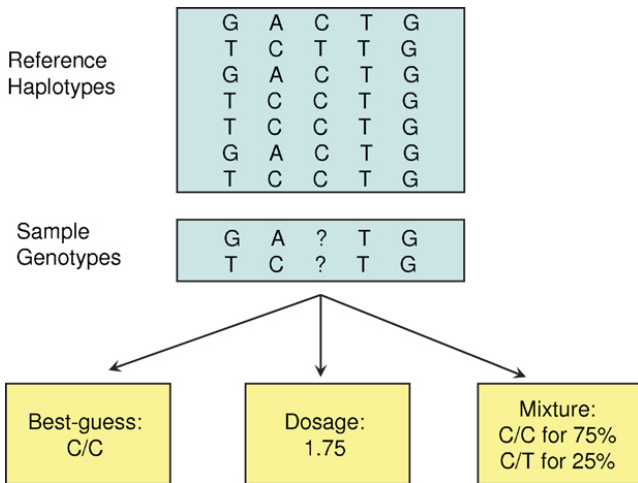 Reference
Haplotypes
G A C T G
T C T T G
G A C T G
T C C T G
T C C T G
G A C T G
T C C T G
Sample
Genotypes
G A ? T G
T C ? T G
Best-guess:
C/C
Dosage:
1.75
Mixture:
C/C for 75%
C/T for 25%